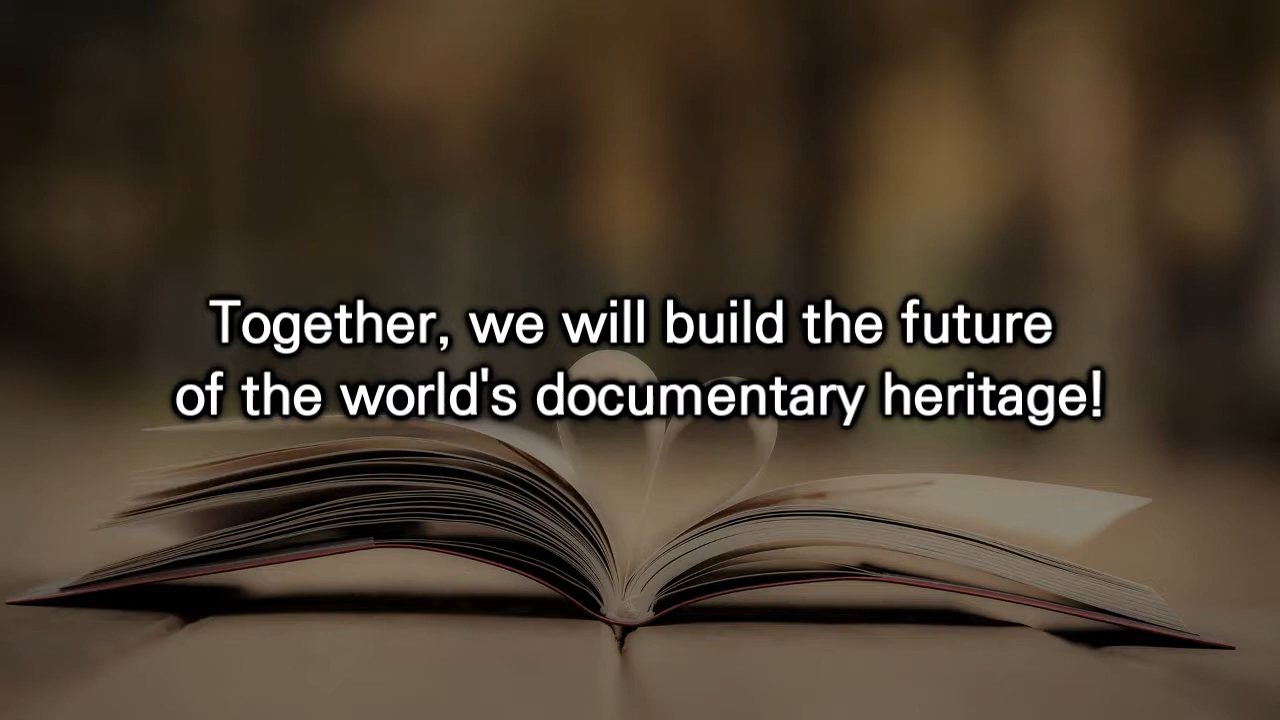 Together, we will build the future
of the world's documentary heritage!